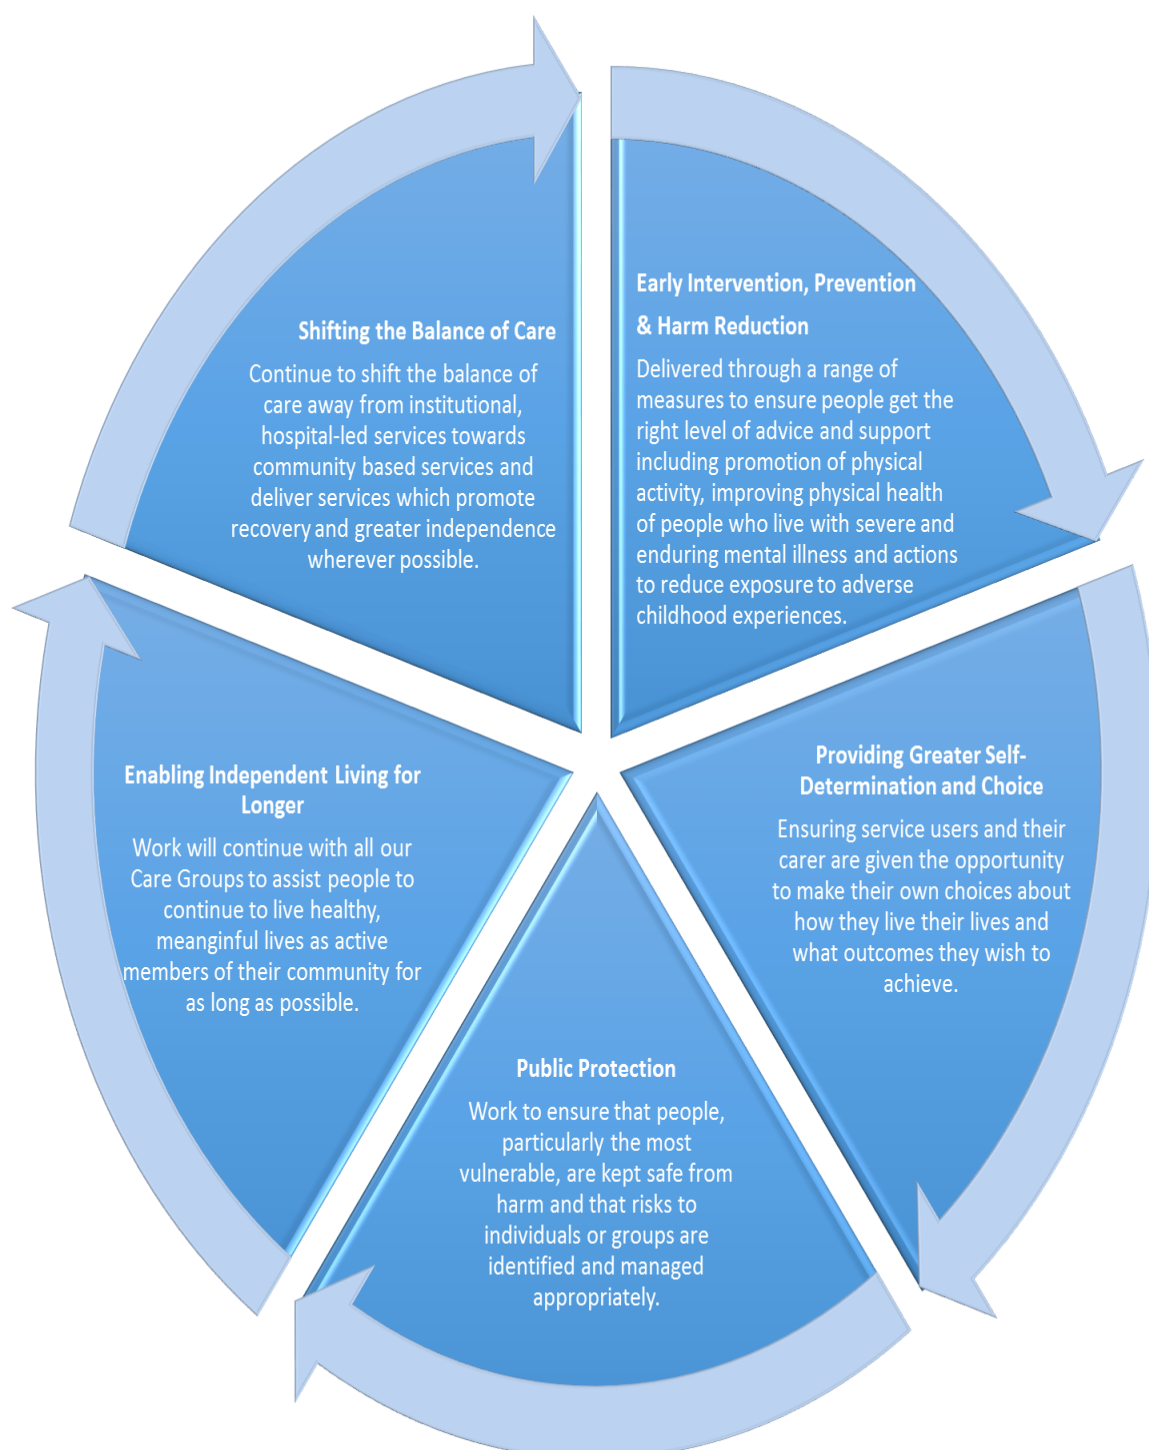 Early Intervention, Prevention
& Harm Reduction
Delivered through a range of
measures to ensure people get the
right level of advice and support
including promotion of physical
activity, improving physical health
of people who live with severe and
enduring mental illness and actions
to reduce exposure to adverse
childhood experiences.
Providing Greater Self-
Determination and Choice
Ensuring service users and their
carer are given the opportunity
to make their own choices about
how they live their lives and
what outcomes they wish to
achieve.
Public Protection
Work to ensure that people,
particularly the most
vulnerable, are kept safe from
harm and that risks to
individuals or groups are
identified and managed
appropriately.
Enabling Independent Living for
Longer
Work will continue with all our
Care Groups to assist people to
continue to live healthy,
meanginful lives as active
members of their community for
as long as possible.
Shifting the Balance of Care
Continue to shift the balance of
care away from institutional,
hospital-led services towards
community based services and
deliver services which promote
recovery and greater independence
wherever possible.